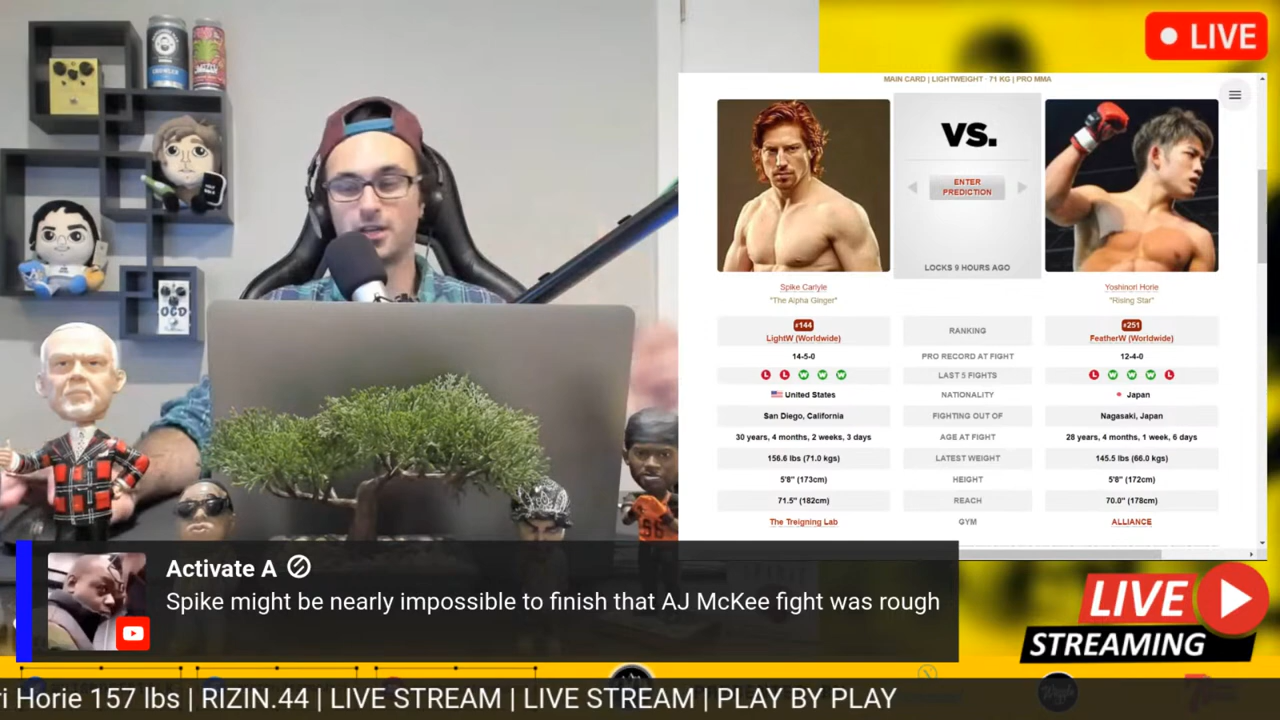 LIVE
MAIN CARD | LIGHTWEIGHT · 71 KG | PRO MMA
VS.
ENTER
PREDICTION
LOCKS 9 HOURS AGO
Spike Carlyle
Yoshinori Horie
"The Alpha Ginger"
"Rising Star"
#144
LightW (Worldwide)
RANKING
#251
FeatherW (Worldwide)
14-5-0
PRO RECORD AT FIGHT
12-4-0
L L W W W
LAST 5 FIGHTS
L W W W L
United States
NATIONALITY
Japan
San Diego, California
FIGHTING OUT OF
Nagasaki, Japan
30 years, 4 months, 2 weeks, 3 days
AGE AT FIGHT
28 years, 4 months, 1 week, 6 days
156.6 lbs (71.0 kgs)
LATEST WEIGHT
145.5 lbs (66.0 kgs)
5'8" (173cm)
HEIGHT
5'8" (172cm)
71.5" (182cm)
REACH
70.0" (178cm)
The Treigning Lab
GYM
ALLIANCE
OCD
Activate A
Spike might be nearly impossible to finish that AJ McKee fight was rough
LIVE
STREAMING
ri Horie 157 lbs | RIZIN.44 | LIVE STREAM | LIVE STREAM | PLAY BY PLAY